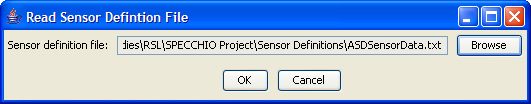 Read Sensor Defintion File
Sensor definition file: dies\RSL\SPECCHIO Project\Sensor Definitions\ASDSensorData.txt Browse
OK Cancel